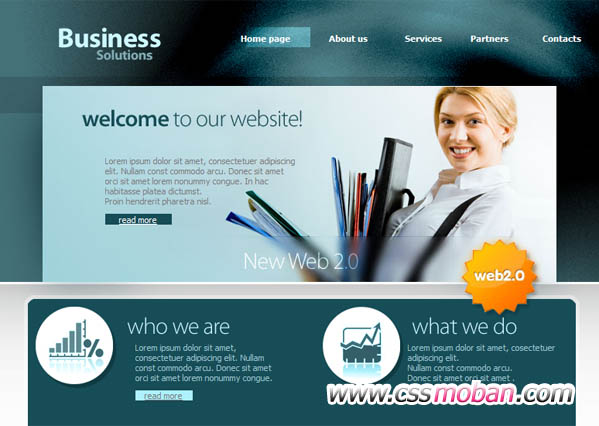 Business
Solutions
Home page
About us
Services
Partners
Contacts
welcome to our website!
Lorem ipsum dolor sit amet, consectetuer adipiscing
elit. Nullam const commodo arcu. Donec sit amet
orci sit amet lorem nonummy congue. In hac
habitasse platea dictumst.
Proin hendrerit pharetra nisl.
read more
New Web 2.0
web2.0
who we are
Lorem ipsum dolor sit amet,
consectetuer adipiscing elit. Nullam
const commodo arcu. Donec sit amet
orci sit amet lorem nonummy
congue.
read more
what we do
Lorem ipsum dolor sit amet, consectetuer
adipiscing elit. Nullam const commodo
arcu. Donec sit amet
orci sit amet .
www.cssmoban.com